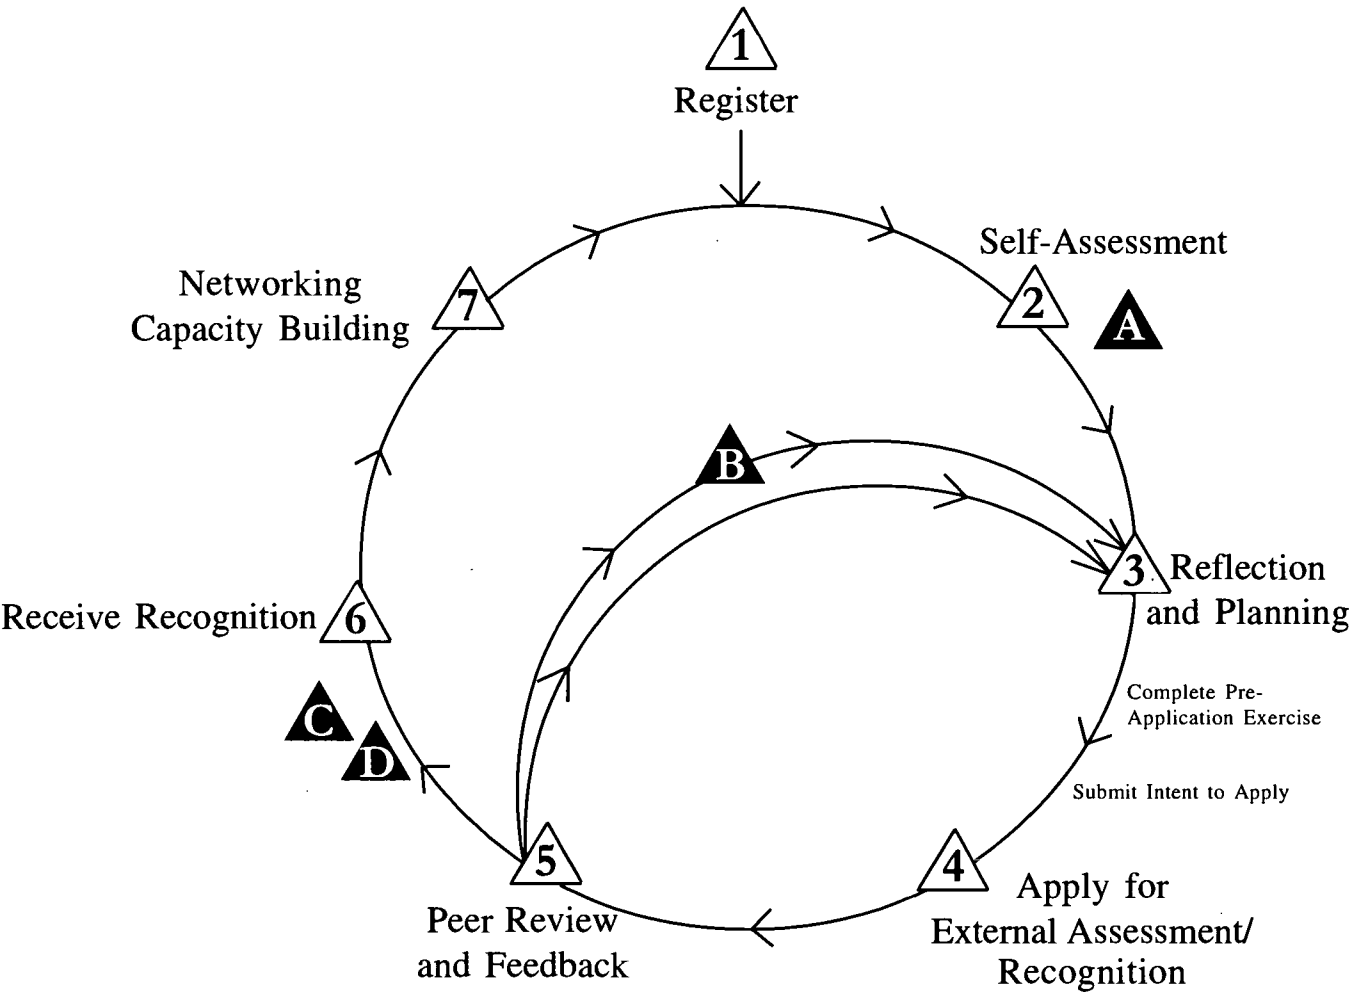 1
Register
Self-Assessment
2
A
Networking
Capacity Building
7
B
3
Reflection
and Planning
Receive Recognition
6
Complete Pre-
Application Exercise
C
D
Submit Intent to Apply
4
Apply for
External Assessment/
Recognition
5
Peer Review
and Feedback